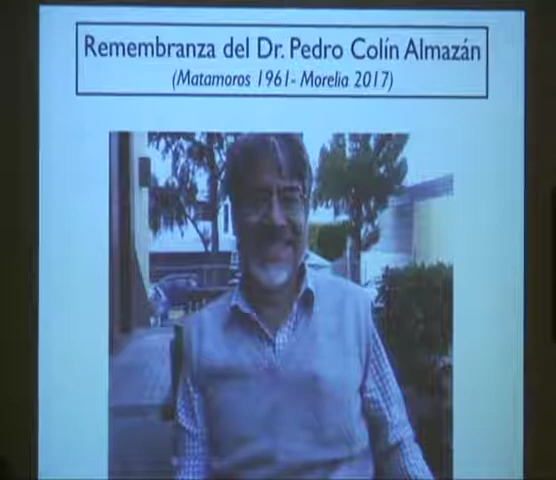 Remembranza del Dr. Pedro Colín Almazán
(Matamoros 1961- Morelia 2017)